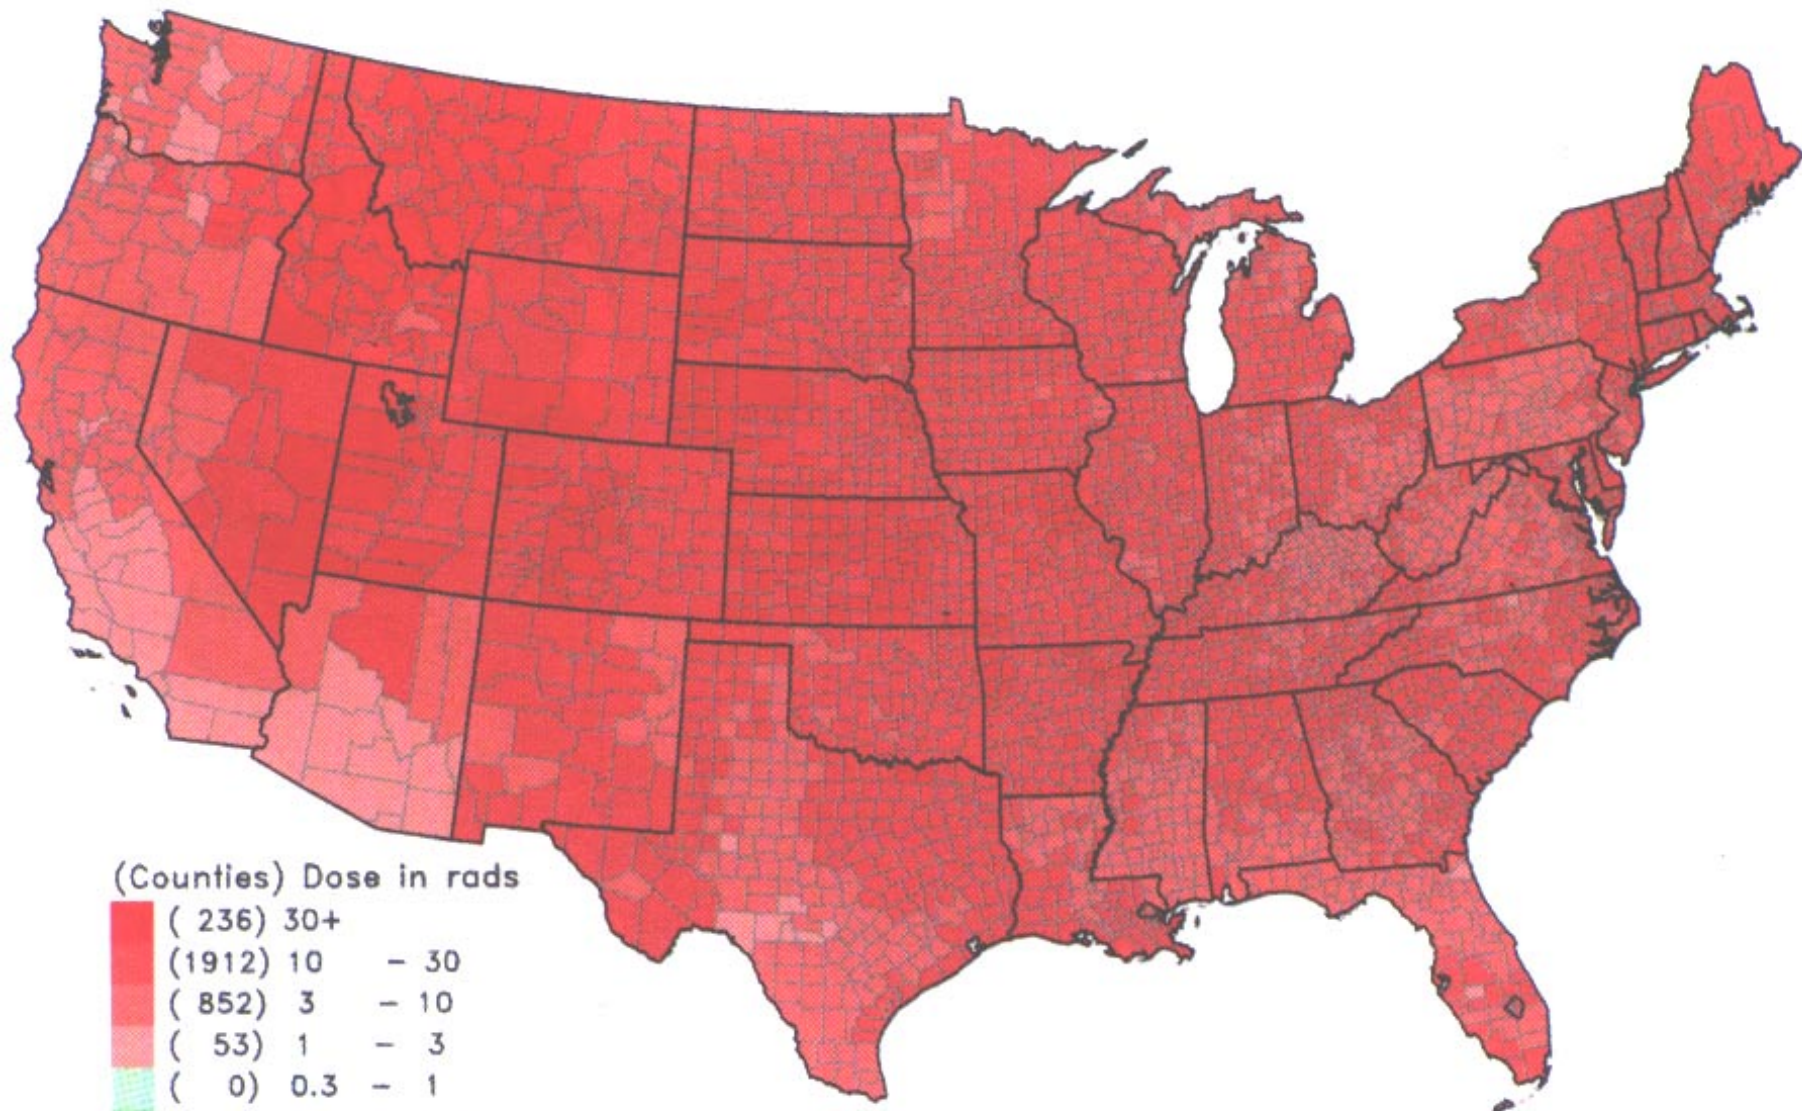 (Counties) Dose in rads
( 236) 30+
(1912) 10 - 30
( 852) 3 - 10
( 53) 1 - 3
( 0) 0.3 - 1